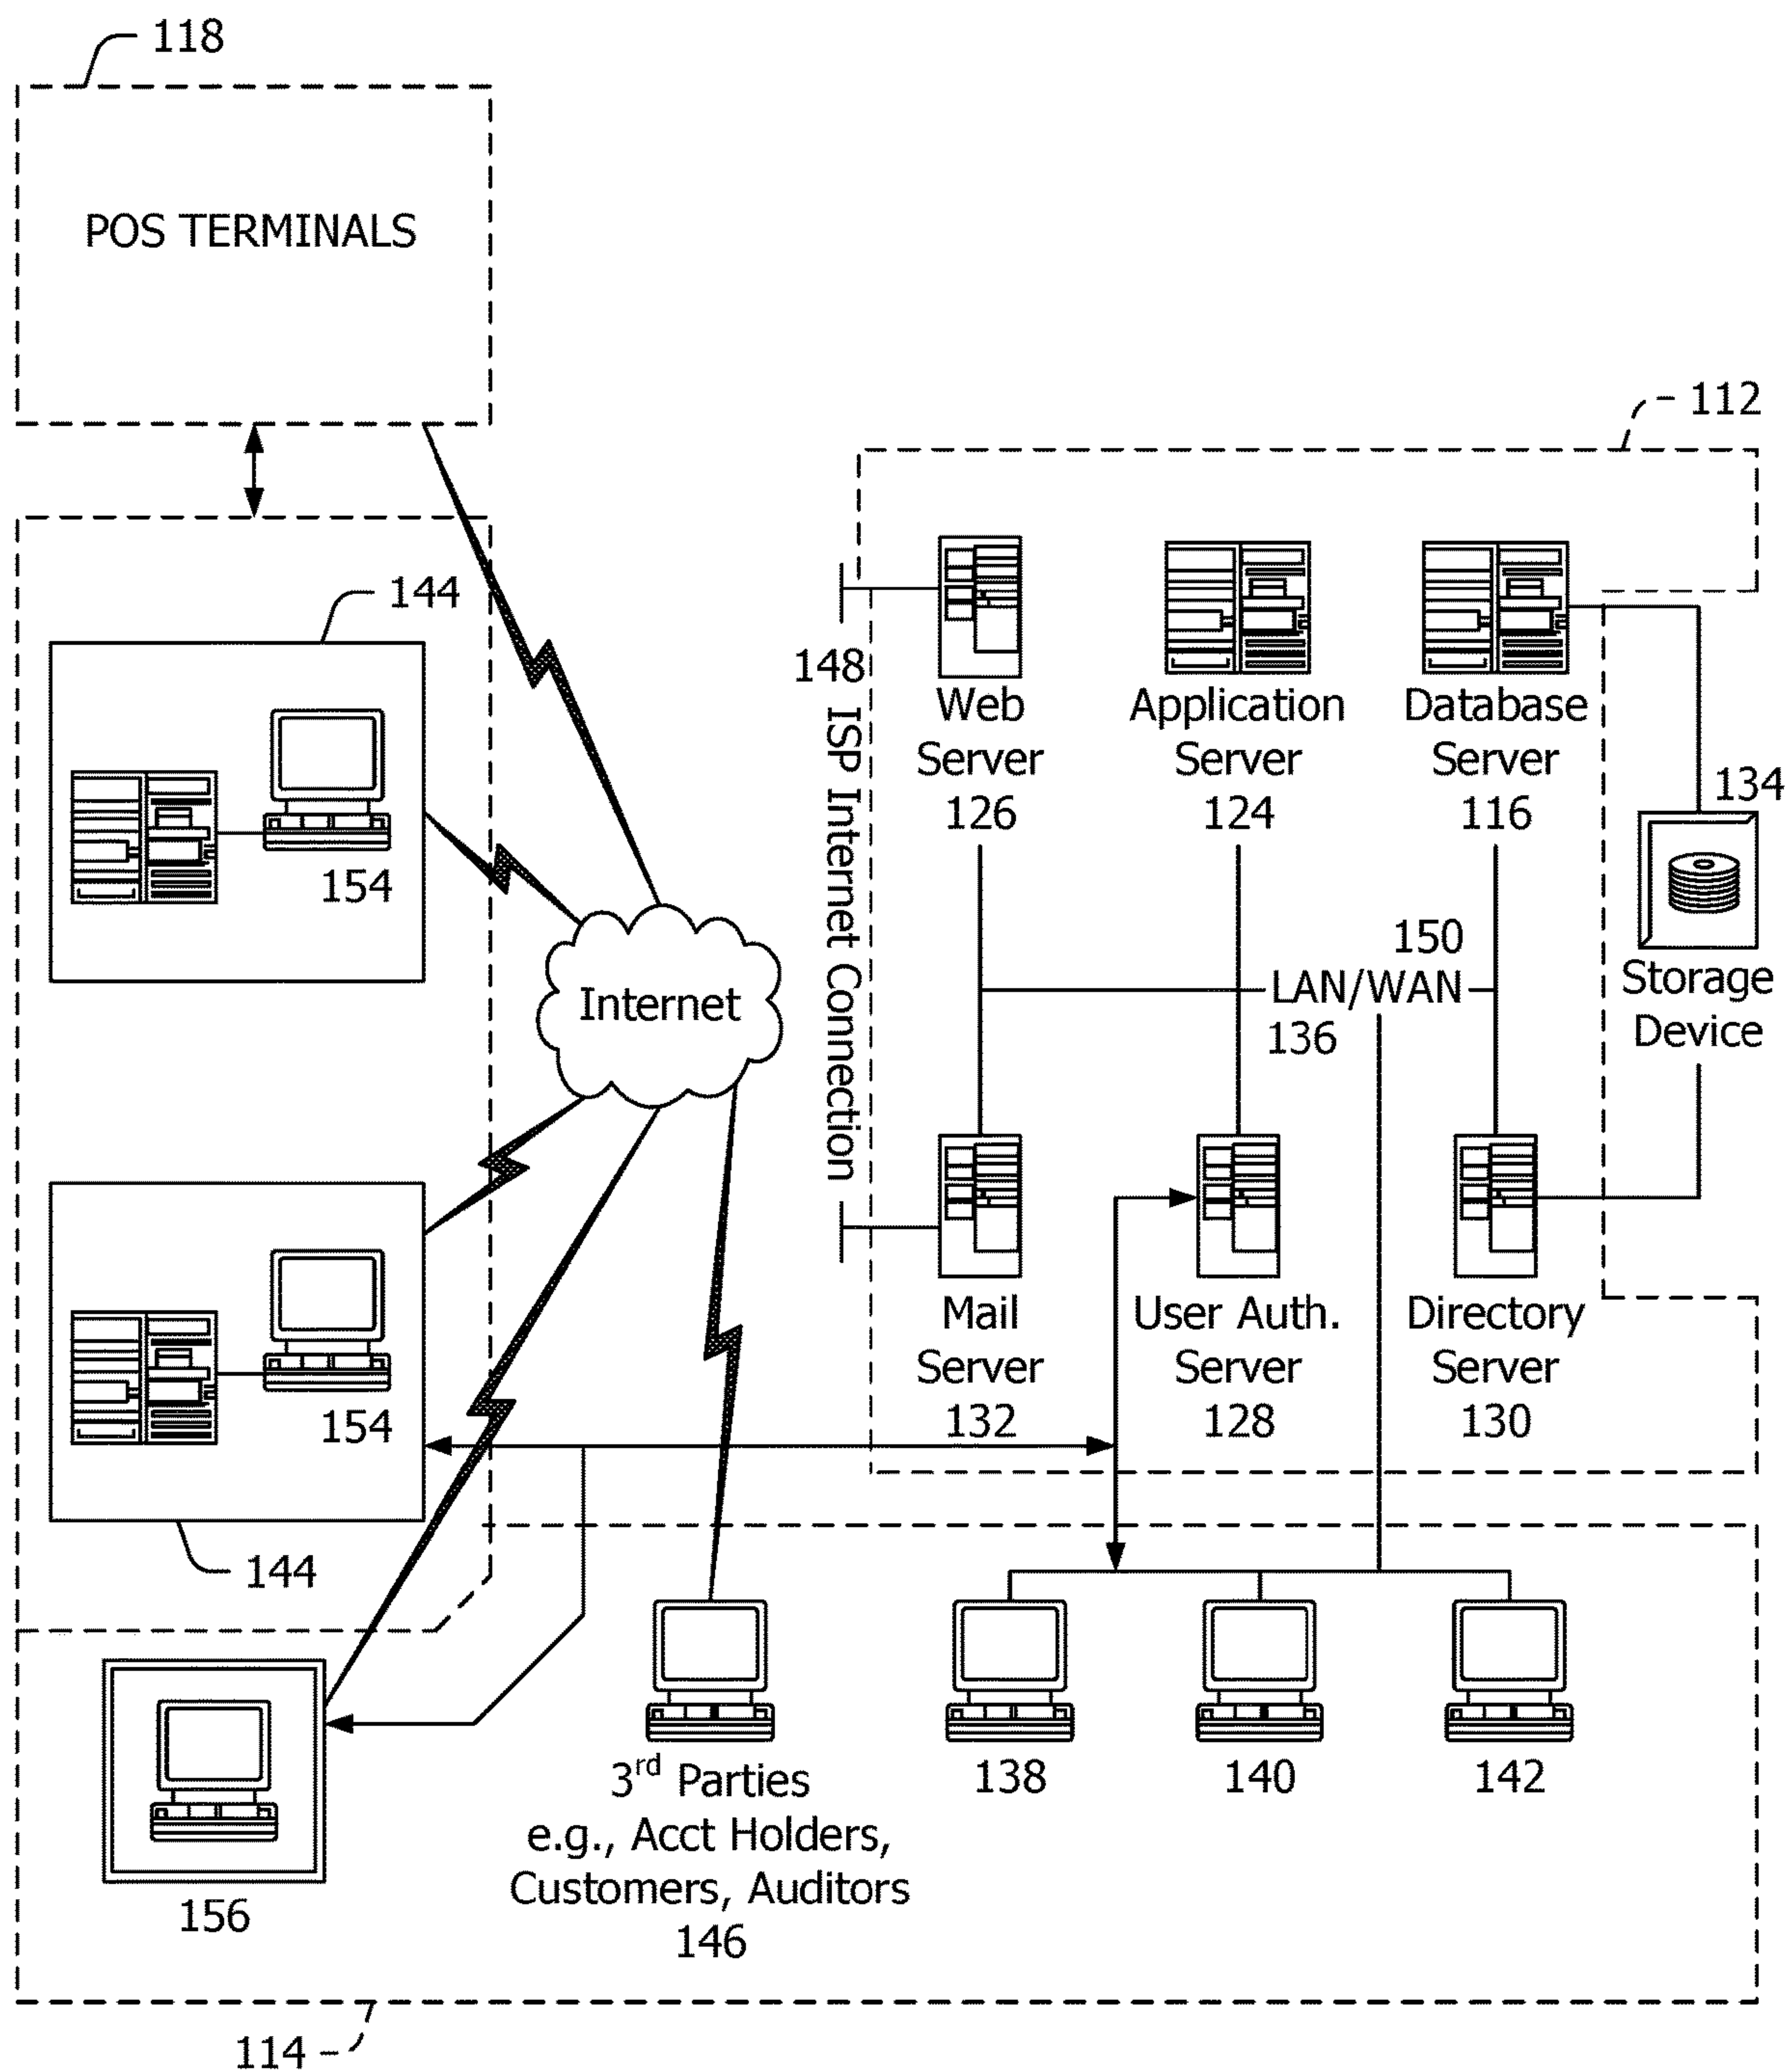 118
POS TERMINALS
112
144
154
Internet
154
144
148
ISP Internet Connection
Web
Server
126
Application
Server
124
Database
Server
116
134
Storage
Device
150
LAN/WAN
136
Mail
Server
132
User Auth.
Server
128
Directory
Server
130
156
3rd Parties
e.g., Acct Holders,
Customers, Auditors
146
138
140
142
114